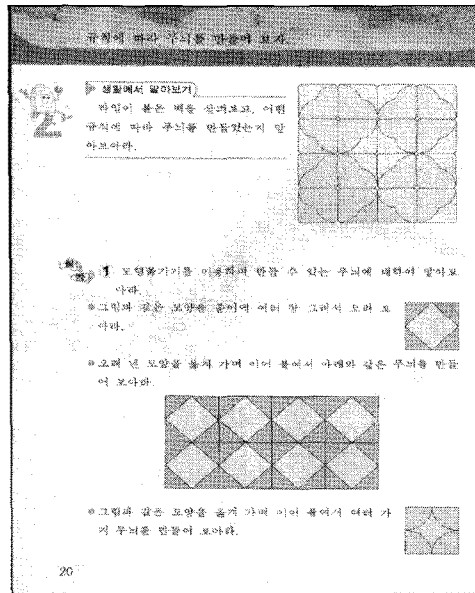 규칙에 따라 무늬를 만들어 보자
생활에서 알아보기
타일이 붙은 벽을 살펴보고, 어떤
규칙에 따라 무늬를 만들었는지 알
아보아라.
1 모양옮기기를 이용하여 만들 수 있는 무늬에 대하여 알아보
아라.
그림과 같은 모양을 종이에 여러 장 그려서 오려 보
아라.
오려 낸 모양을 옮겨 가며 이어 붙여서 아래와 같은 무늬를 만들
어 보아라.
그림과 같은 모양을 옮겨 가며 이어 붙여서 여러 가
지 무늬를 만들어 보아라.
20